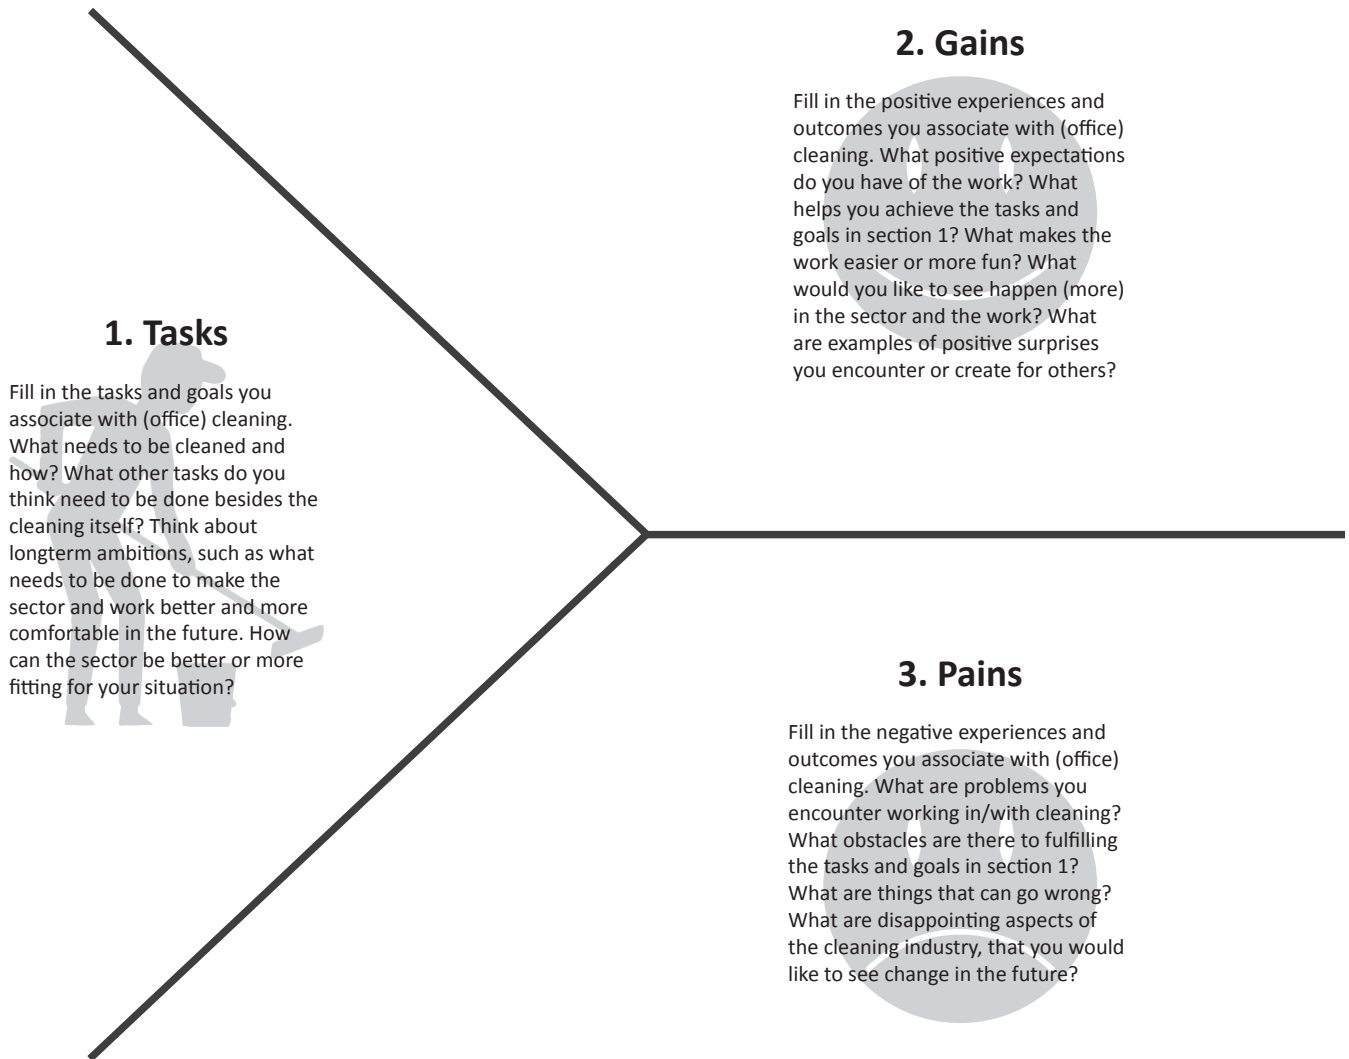 1. Tasks
Fill in the tasks and goals you
associate with (office) cleaning.
What needs to be cleaned and
how? What other tasks do you
think need to be done besides the
cleaning itself? Think about
longterm ambitions, such as what
needs to be done to make the
sector and work better and more
comfortable in the future. How
can the sector be better or more
fitting for your situation?
2. Gains
Fill in the positive experiences and
outcomes you associate with (office)
cleaning. What positive expectations
do you have of the work? What
helps you achieve the tasks and
goals in section 1? What makes the
work easier or more fun? What
would you like to see happen (more)
in the sector and the work? What
are examples of positive surprises
you encounter or create for others?
3. Pains
Fill in the negative experiences and
outcomes you associate with (office)
cleaning. What are problems you
encounter working in/with cleaning?
What obstacles are there to fulfilling
the tasks and goals in section 1?
What are things that can go wrong?
What are disappointing aspects of
the cleaning industry, that you would
like to see change in the future?